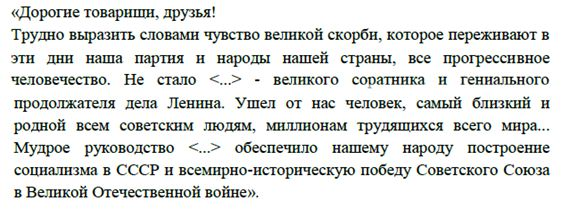 «Дорогие товарищи, друзья!
Трудно выразить словами чувство великой скорби, которое переживают в
эти дни наша партия и народы нашей страны, все прогрессивное
человечество. Не стало <...> - великого соратника и гениального
продолжателя дела Ленина. Ушел от нас человек, самый близкий и
родной всем советским людям, миллионам трудящихся всего мира...
Мудрое руководство <...> обеспечило нашему народу построение
социализма в СССР и всемирно-историческую победу Советского Союза
в Великой Отечественной войне».